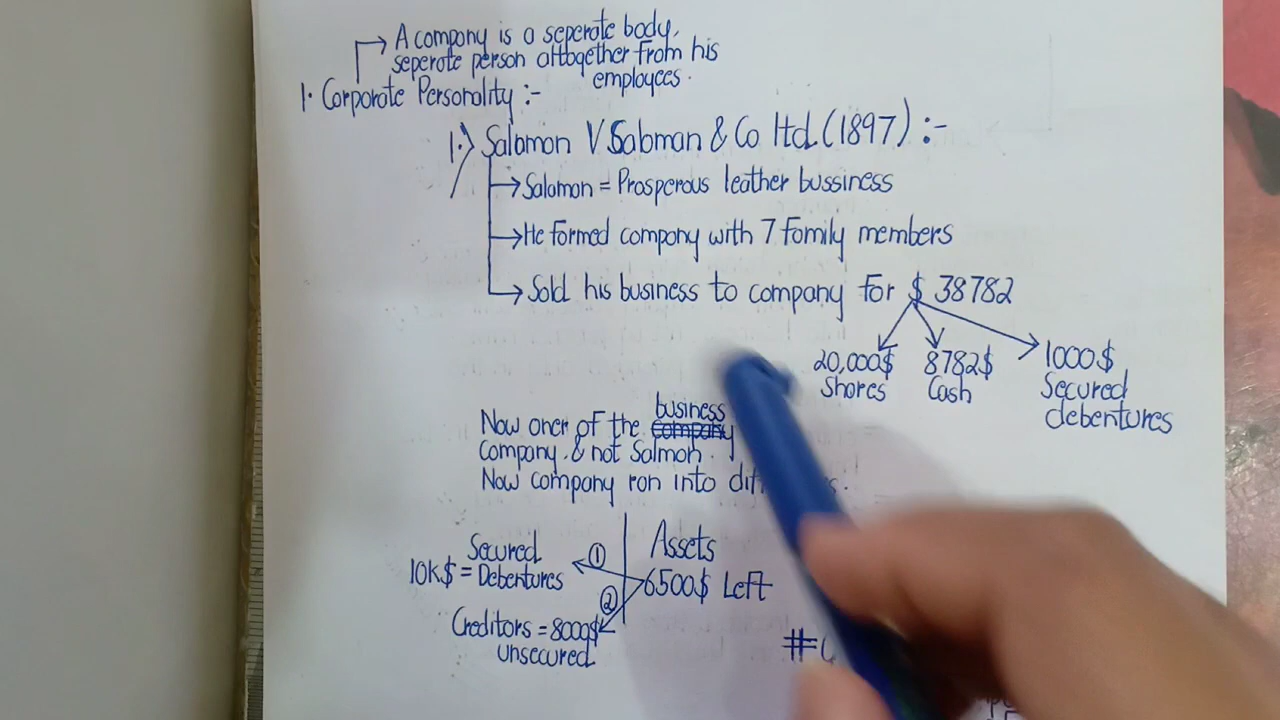 A company is a seperate body,
seperate person alltogether from his
employees.
1. Corporate Personality :-
1.) Salomon V Saloman & Co ltd. (1897) :-
Salamon = Prosperous leather bussiness
He formed company with 7 family members
Sold his business to company for $ 38782
20,000$ 8782$ 1000$
Shares Cash Secured
debentures
business
Now oner of the company
Company & not Salmon.
Now company ran into
Secured ① Assets
10K$ = Debentures 6500$ Left
②
Creditors = 8000$
unsecured
#